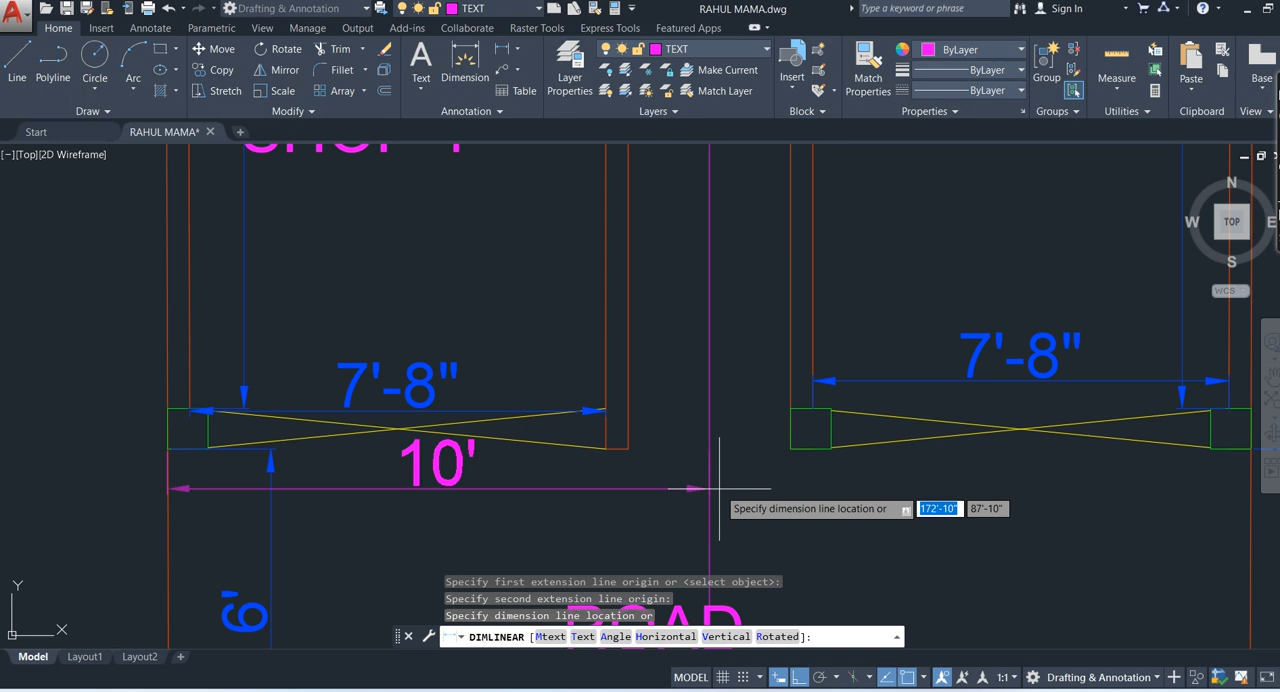 Drafting & Annotation
TEXT
RAHUL MAMA.dwg
Type a keyword or phrase
Sign In
Home Insert Annotate Parametric View Manage Output Add-ins Collaborate Express Tools Raster Tools Featured Apps
Line Polyline Circle Arc
Move Rotate Trim
Copy Mirror Fillet
Stretch Scale Array
Text Dimension
Table
Layer Properties
TEXT
Make Current
Match Layer
Insert
Match Properties
ByLayer
ByLayer
ByLayer
Group
Measure
Paste
Base
Draw Modify Annotation Layers Block Properties Groups Utilities Clipboard View
Start RAHUL MAMA*
[−][Top][2D Wireframe]
N
W TOP E
S
WCS
7'-8"
7'-8"
10'
Specify dimension line location or 172'-10" 87'-10"
6'
ROAD
Specify first extension line origin or <select object>:
Specify second extension line origin:
Specify dimension line location or
DIMLINEAR [Mtext Text Angle Horizontal Vertical Rotated]:
Y
X
Model Layout1 Layout2
MODEL 1:1 Drafting & Annotation